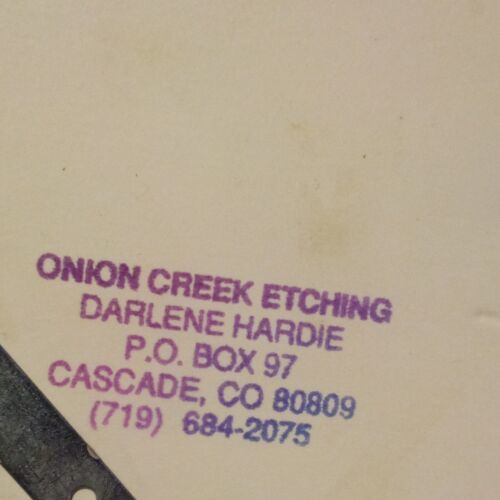 ONION CREEK ETCHING
DARLENE HARDIE
P.O. BOX 97
CASCADE, CO 80809
(719) 684-2075